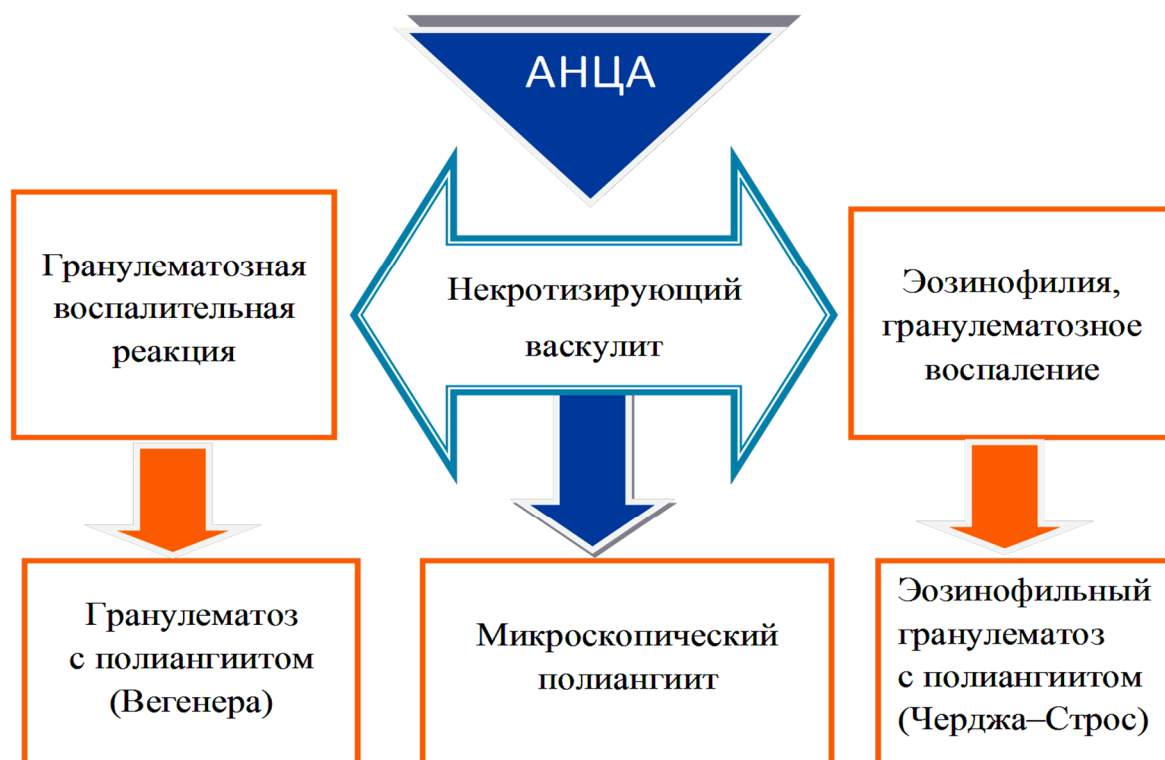 АНЦА
Гранулематозная
воспалительная
реакция
Некротизирующий
васкулит
Эозинофилия,
гранулематозное
воспаление
Гранулематоз
с полиангиитом
(Вегенера)
Микроскопический
полиангиит
Эозинофильный
гранулематоз
с полиангиитом
(Черджа–Строс)